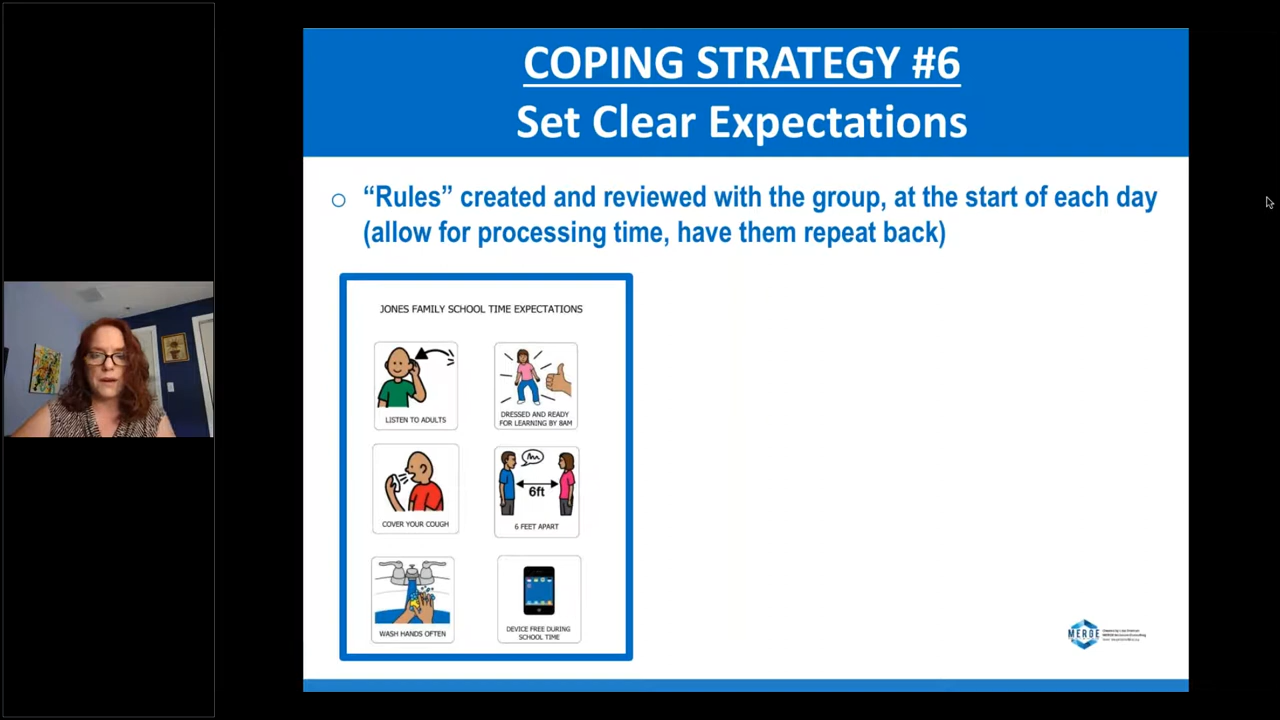 COPING STRATEGY #6
Set Clear Expectations
“Rules” created and reviewed with the group, at the start of each day
(allow for processing time, have them repeat back)
JONES FAMILY SCHOOL TIME EXPECTATIONS
LISTEN TO ADULTS
DRESSED AND READY
FOR LEARNING BY 8AM
COVER YOUR COUGH
6ft
6 FEET APART
WASH HANDS OFTEN
DEVICE FREE DURING
SCHOOL TIME
MERGE